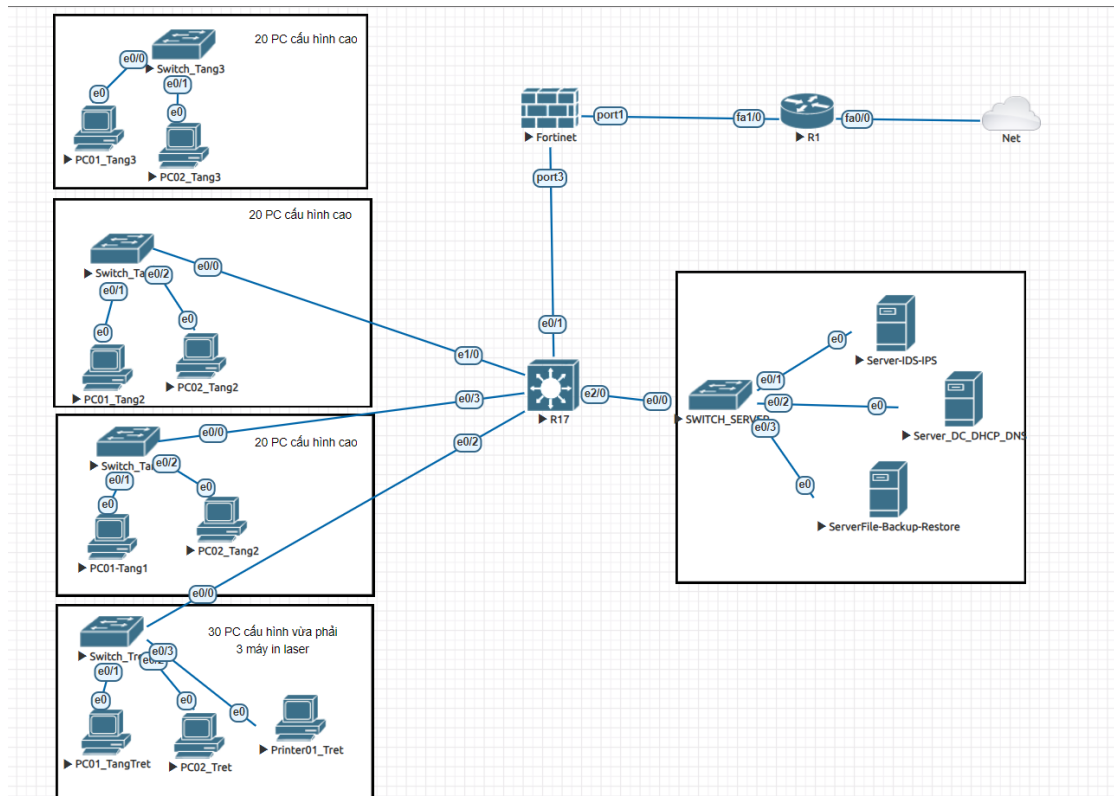 20 PC cấu hình cao
e0/0
Switch_Tang3
e0/1
e0
e0
PC01_Tang3
PC02_Tang3
20 PC cấu hình cao
e0/0
Switch_Ta
e0/2
e0/1
e0
e0
PC02_Tang2
PC01_Tang2
20 PC cấu hình cao
e0/0
Switch_Ta
e0/2
e0/1
e0
e0
PC02_Tang2
PC01-Tang1
30 PC cấu hình vừa phải
3 máy in laser
e0/0
Switch_Tre
e0/3
e0/2
e0/1
e0
e0
e0
Printer01_Tret
PC01_TangTret
PC02_Tret
port1
Fortinet
port3
fa1/0
R1
fa0/0
Net
e0/1
e1/0
e0/3
e0/2
e2/0
R17
e0/0
SWITCH_SERVER
e0/1
e0/2
e0/3
e0
Server-IDS-IPS
e0
Server_DC_DHCP_DNS
e0
ServerFile-Backup-Restore